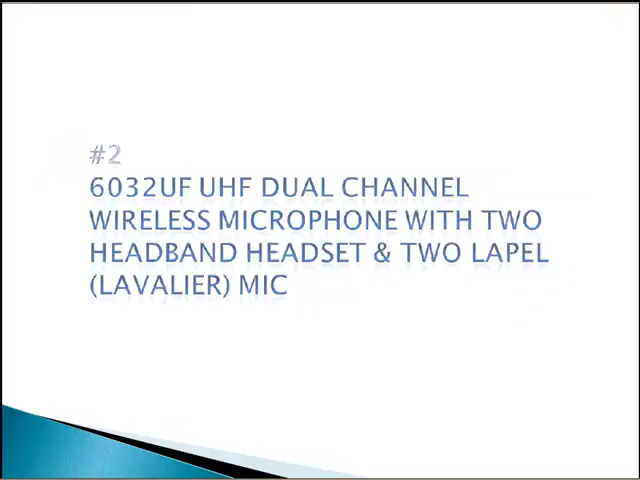 #2
6032UF UHF DUAL CHANNEL
WIRELESS MICROPHONE WITH TWO
HEADBAND HEADSET & TWO LAPEL
(LAVALIER) MIC